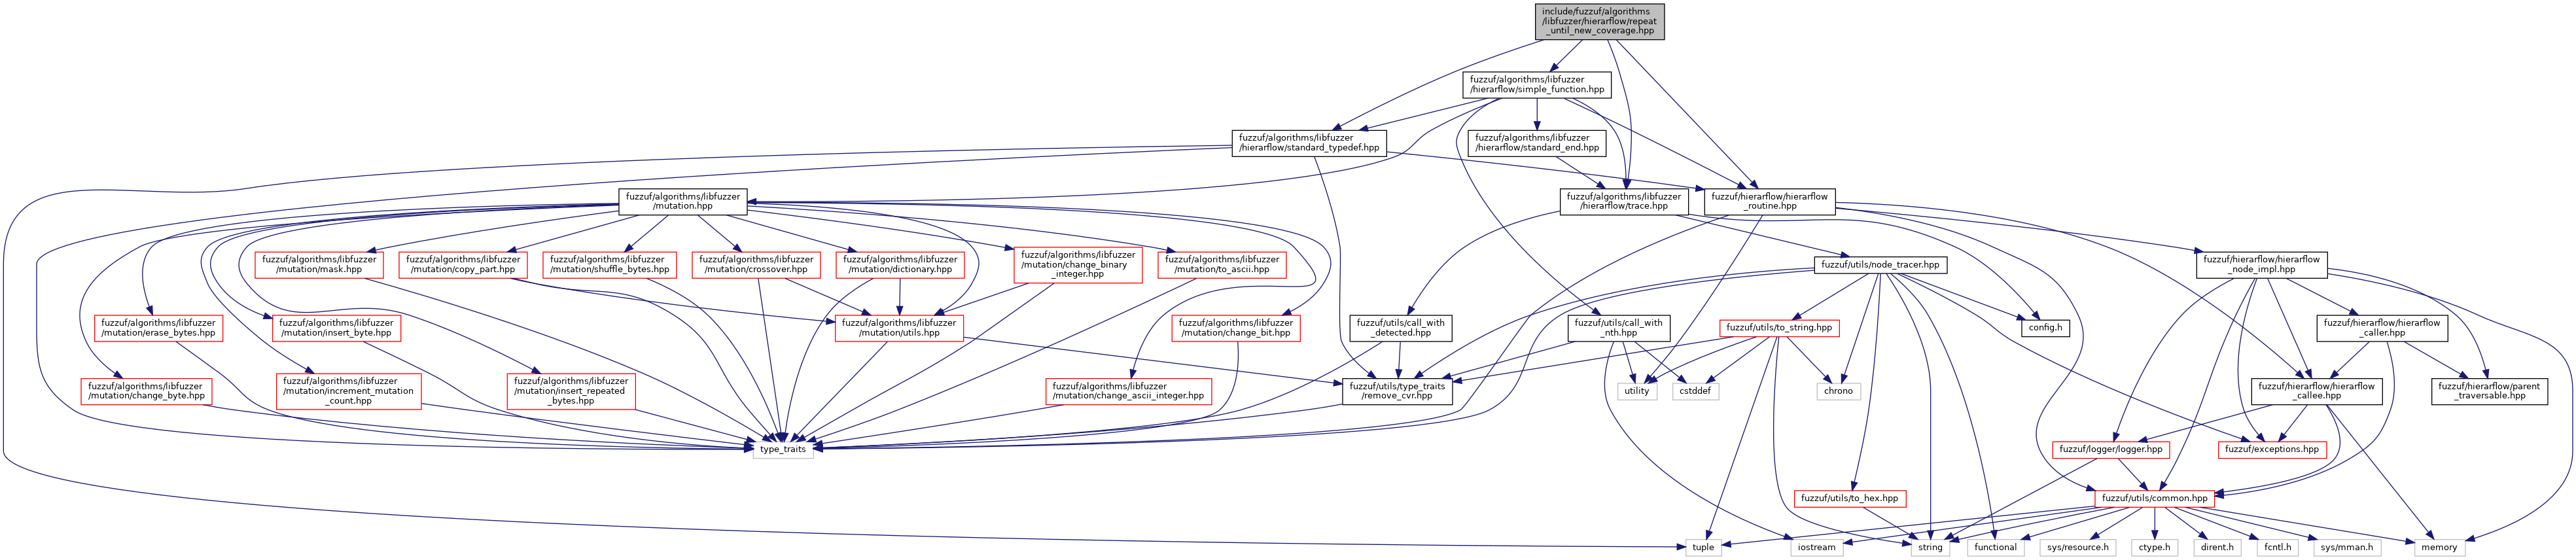 include/fuzzuf/algorithms
/libfuzzer/hierarflow/repeat
_until_new_coverage.hpp
fuzzuf/algorithms/libfuzzer
/hierarflow/simple_function.hpp
fuzzuf/algorithms/libfuzzer
/hierarflow/standard_typedef.hpp
fuzzuf/algorithms/libfuzzer
/hierarflow/standard_end.hpp
fuzzuf/algorithms/libfuzzer
/mutation.hpp
fuzzuf/algorithms/libfuzzer
/hierarflow/trace.hpp
fuzzuf/hierarflow/hierarflow
_routine.hpp
fuzzuf/algorithms/libfuzzer
/mutation/mask.hpp
fuzzuf/algorithms/libfuzzer
/mutation/copy_part.hpp
fuzzuf/algorithms/libfuzzer
/mutation/shuffle_bytes.hpp
fuzzuf/algorithms/libfuzzer
/mutation/crossover.hpp
fuzzuf/algorithms/libfuzzer
/mutation/dictionary.hpp
fuzzuf/algorithms/libfuzzer
/mutation/change_binary
_integer.hpp
fuzzuf/algorithms/libfuzzer
/mutation/to_ascii.hpp
fuzzuf/utils/node_tracer.hpp
fuzzuf/hierarflow/hierarflow
_node_impl.hpp
fuzzuf/algorithms/libfuzzer
/mutation/erase_bytes.hpp
fuzzuf/algorithms/libfuzzer
/mutation/insert_byte.hpp
fuzzuf/algorithms/libfuzzer
/mutation/utils.hpp
fuzzuf/algorithms/libfuzzer
/mutation/change_bit.hpp
fuzzuf/utils/call_with
_detected.hpp
fuzzuf/utils/call_with
_nth.hpp
fuzzuf/utils/to_string.hpp
config.h
fuzzuf/hierarflow/hierarflow
_caller.hpp
fuzzuf/algorithms/libfuzzer
/mutation/change_byte.hpp
fuzzuf/algorithms/libfuzzer
/mutation/increment_mutation
_count.hpp
fuzzuf/algorithms/libfuzzer
/mutation/insert_repeated
_bytes.hpp
fuzzuf/algorithms/libfuzzer
/mutation/change_ascii_integer.hpp
fuzzuf/utils/type_traits
/remove_cvr.hpp
utility
cstddef
chrono
fuzzuf/hierarflow/hierarflow
_callee.hpp
fuzzuf/hierarflow/parent
_traversable.hpp
type_traits
fuzzuf/logger/logger.hpp
fuzzuf/exceptions.hpp
fuzzuf/utils/to_hex.hpp
fuzzuf/utils/common.hpp
tuple
iostream
string
functional
sys/resource.h
ctype.h
dirent.h
fcntl.h
sys/mman.h
memory